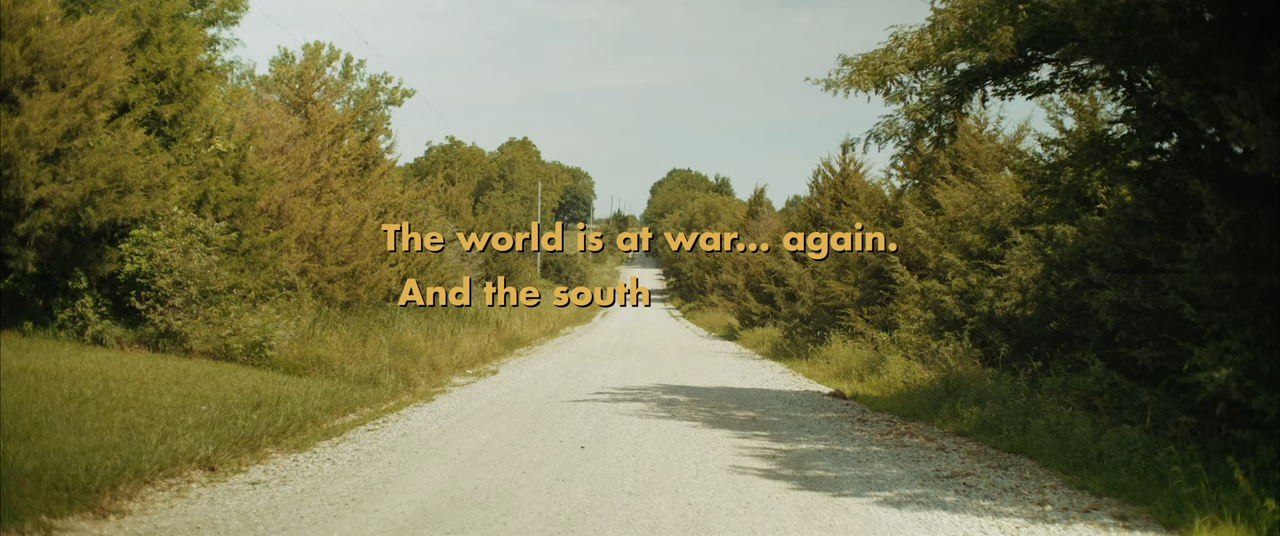 The world is at war... again.
And the south